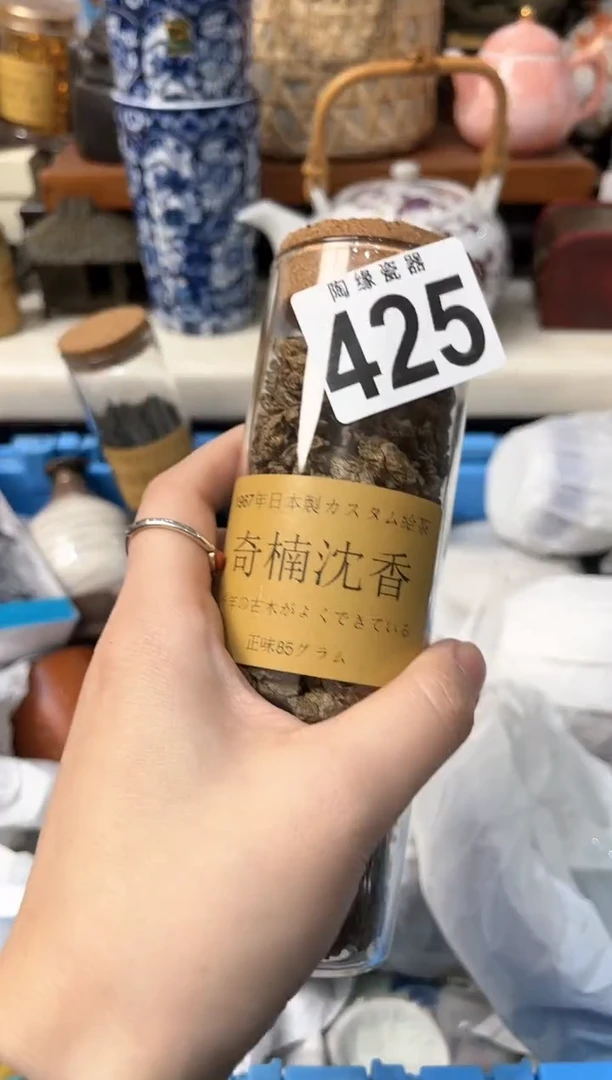 陶缘瓷器
425
1967年日本製カスタム給茶
奇楠沈香
年の古木がよくできている
正味85グラム